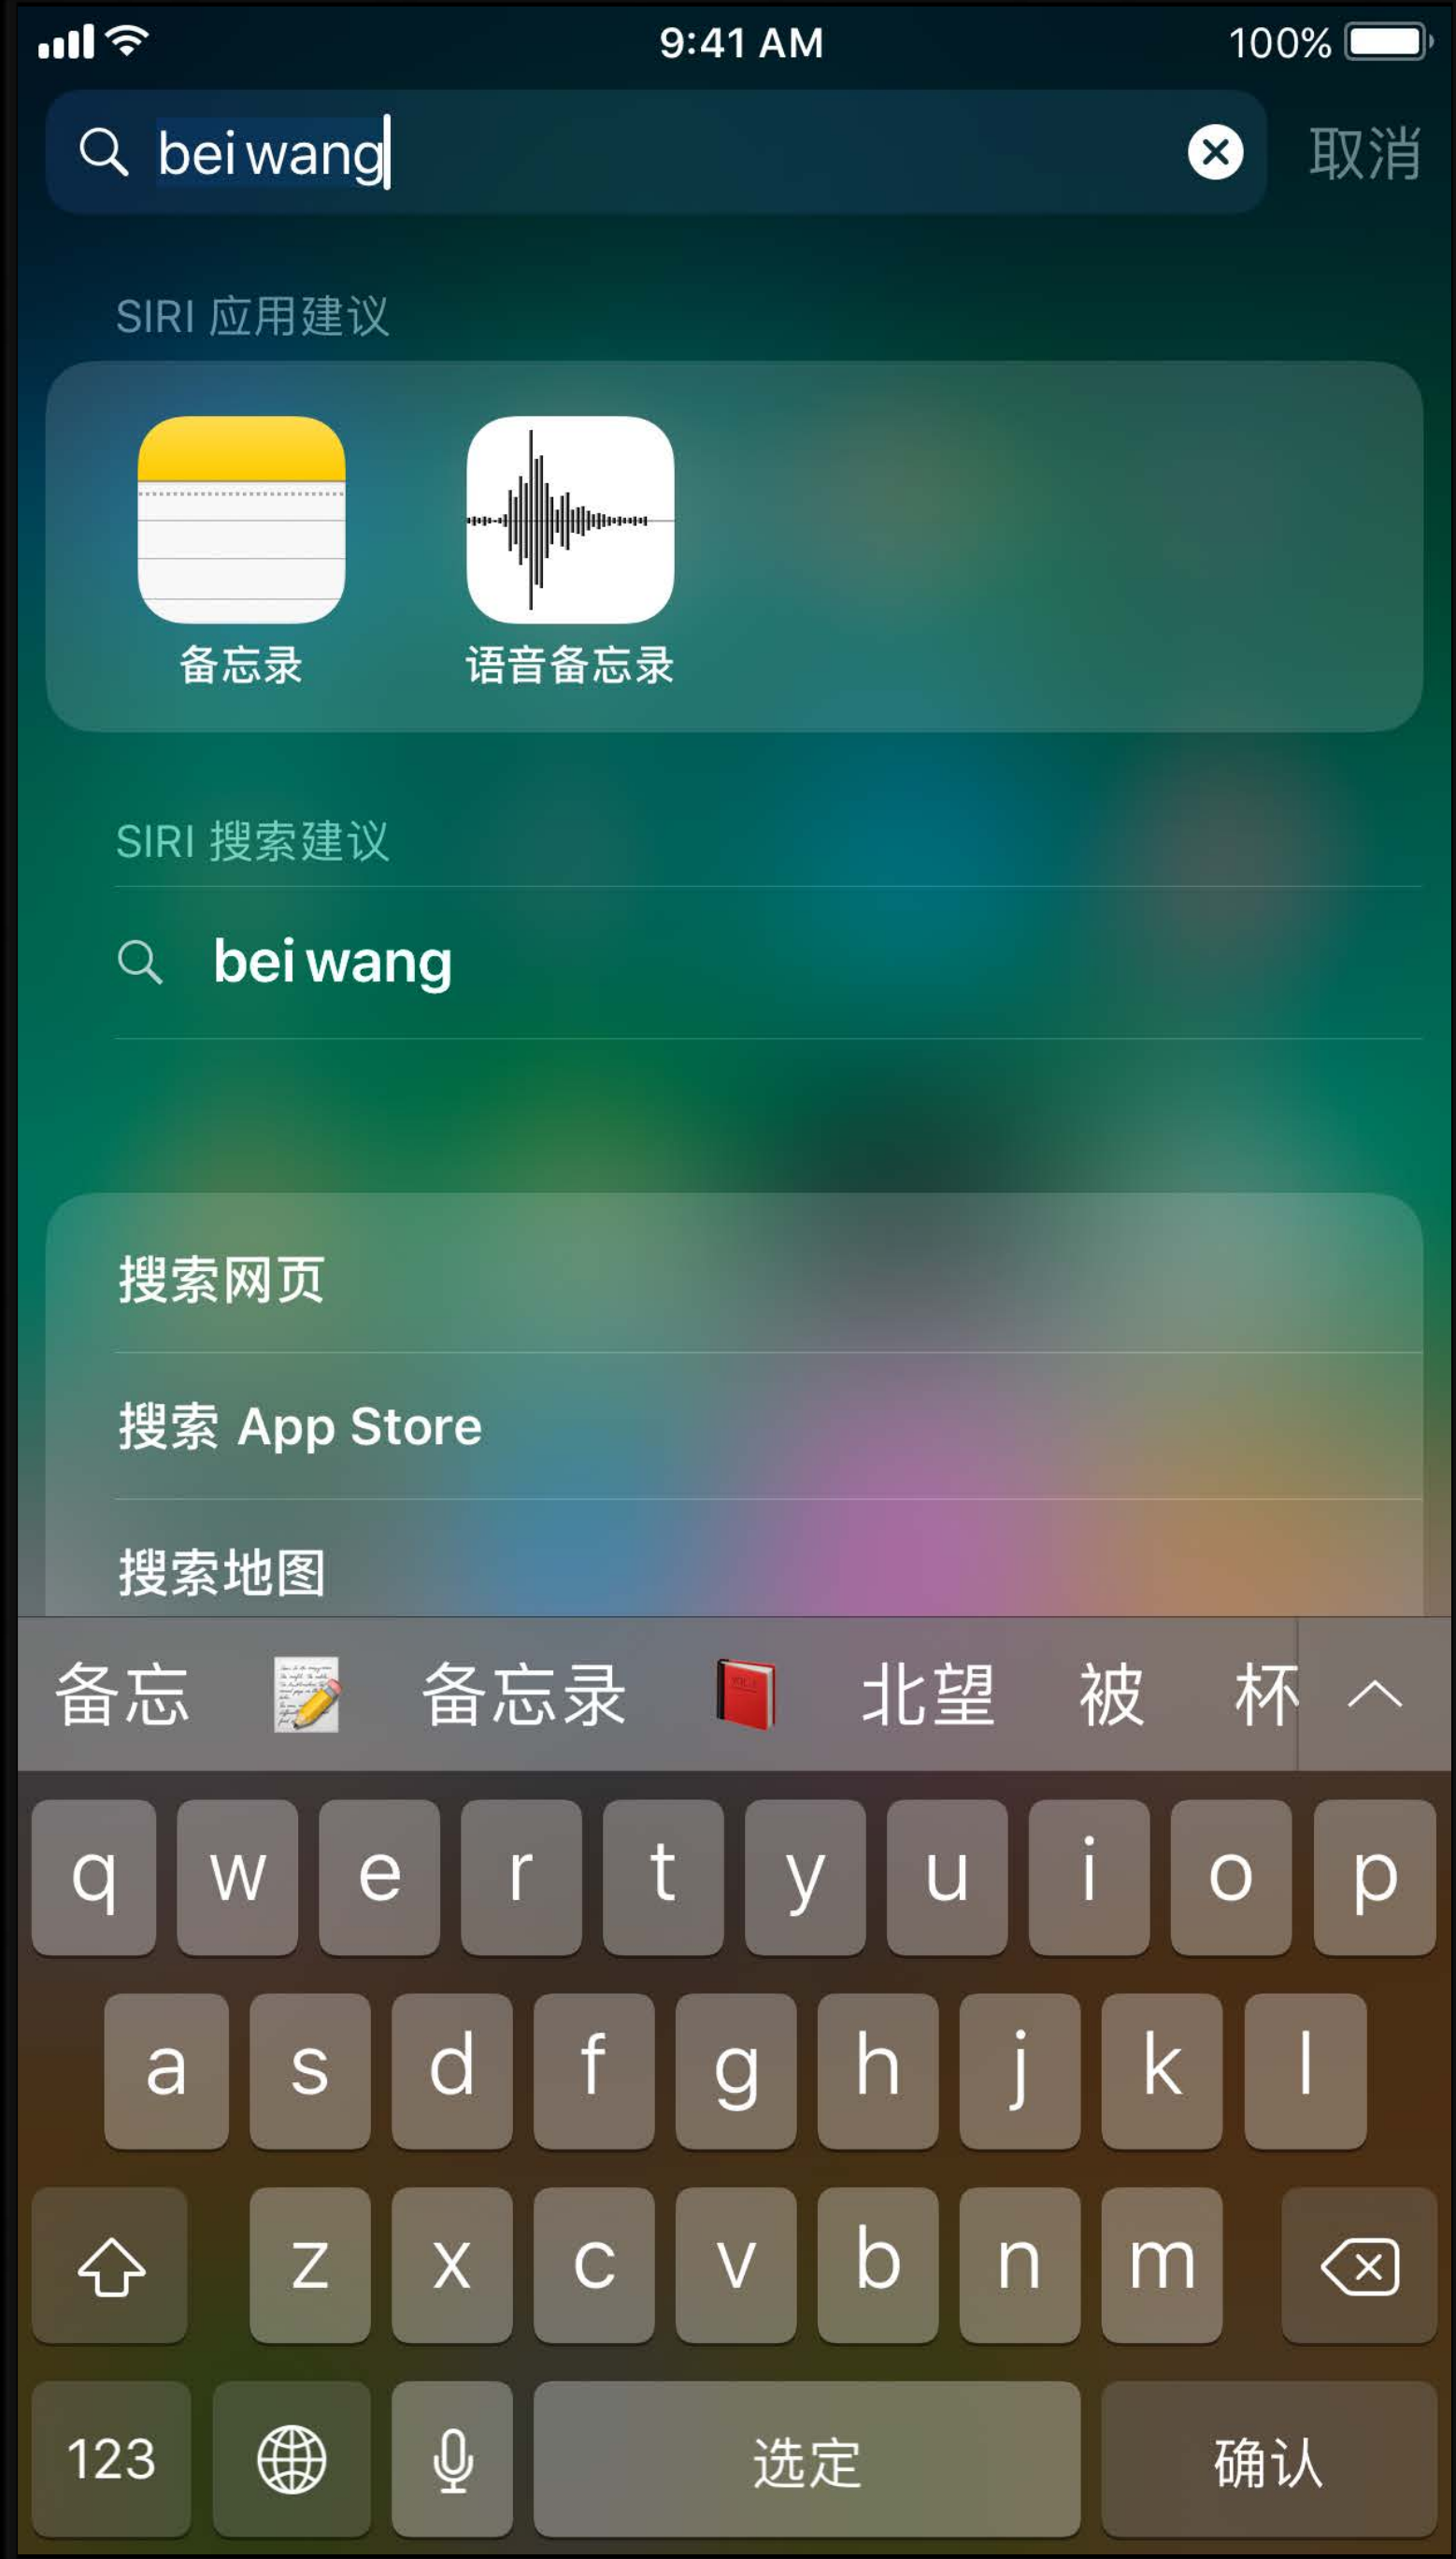 9:41 AM 100%
bei wang 取消
SIRI 应用建议
备忘录 语音备忘录
SIRI 搜索建议
bei wang
搜索网页
搜索 App Store
搜索地图
备忘 备忘录 北望 被 杯
q w e r t y u i o p
a s d f g h j k l
z x c v b n m
123 选定 确认